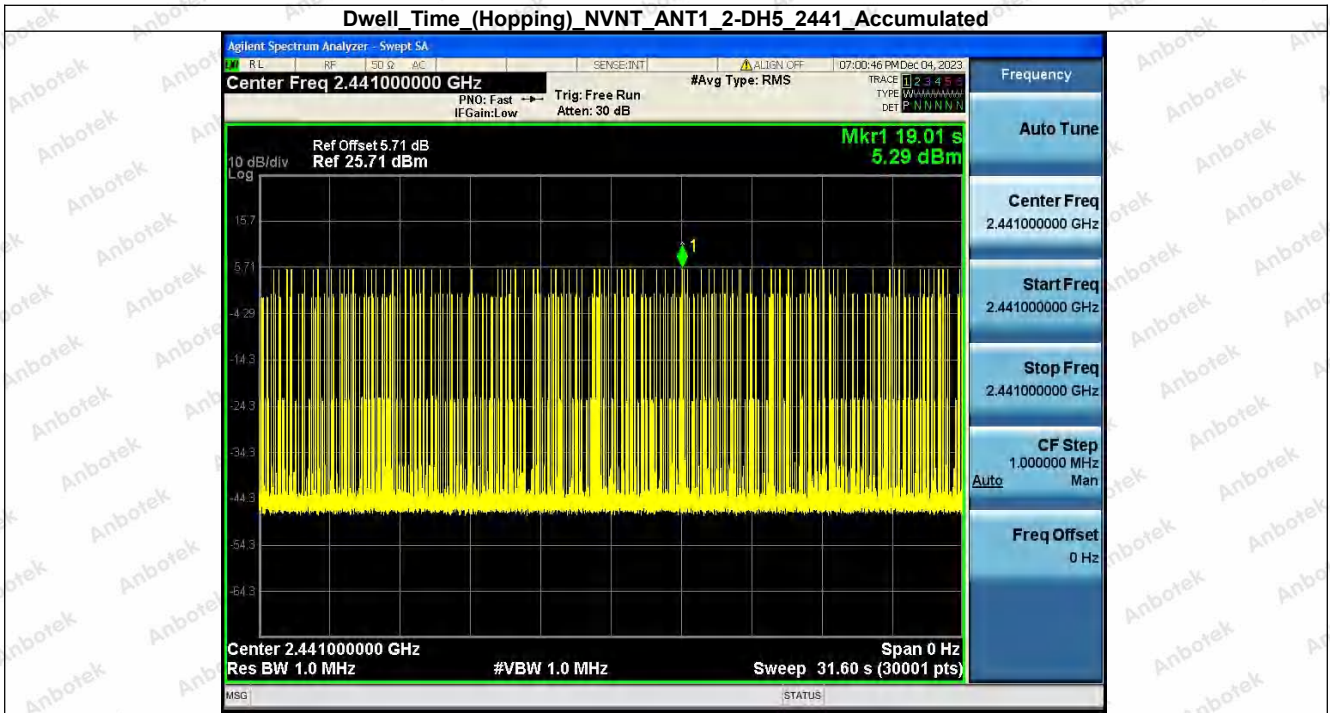 Dwell_Time_(Hopping)_NVNT_ANT1_2-DH5_2441_Accumulated
Agilent Spectrum Analyzer - Swept SA
RL RF 50 Ω AC SENSE:INT ALIGN OFF 07:00:46 PM Dec 04, 2023
Center Freq 2.441000000 GHz #Avg Type: RMS TRACE 1 2 3 4 5 6
PNO: Fast Trig: Free Run TYPE WWWWWW
IFGain:Low Atten: 30 dB DET P N N N N N
Frequency
Mkr1 19.01 s
5.29 dBm
Ref Offset 5.71 dB
10 dB/div Ref 25.71 dBm
Log
15.7
1
5.71
-4.29
-14.3
-24.3
-34.3
-44.3
-54.3
-64.3
Center 2.441000000 GHz Span 0 Hz
Res BW 1.0 MHz #VBW 1.0 MHz Sweep 31.60 s (30001 pts)
MSG STATUS
Auto Tune
Center Freq
2.441000000 GHz
Start Freq
2.441000000 GHz
Stop Freq
2.441000000 GHz
CF Step
1.000000 MHz
Auto Man
Freq Offset
0 Hz
Anbotek